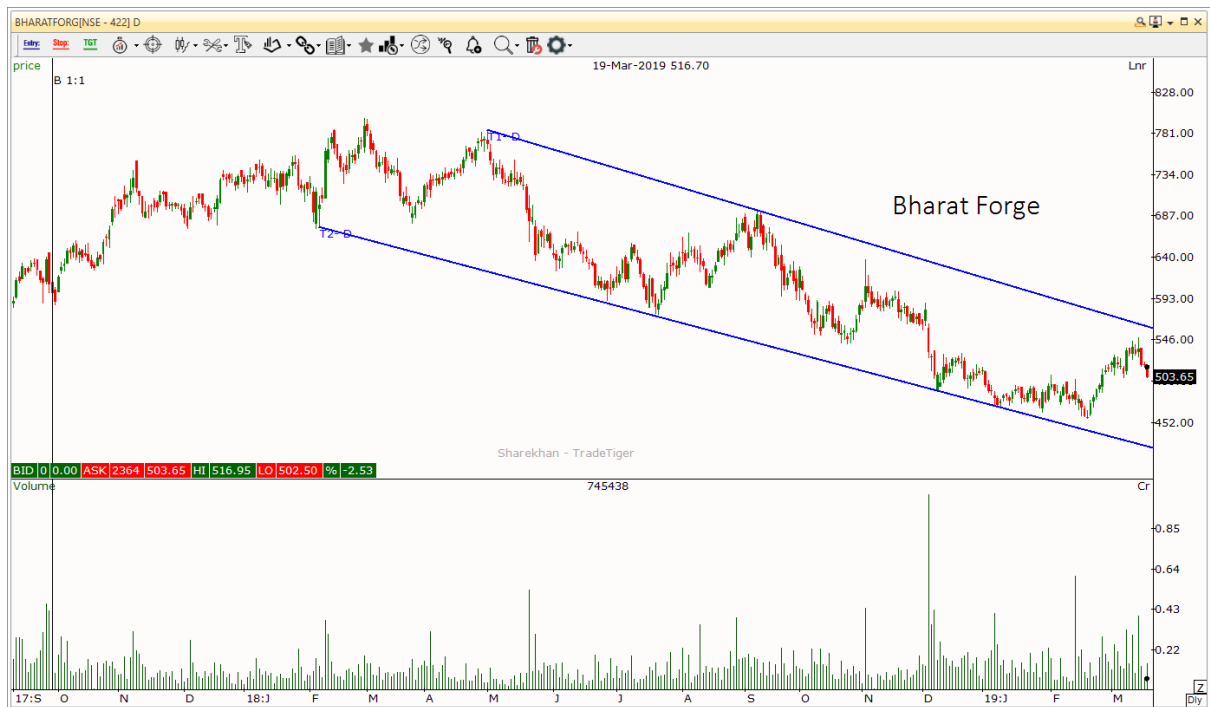 BHARATFORG[NSE - 422] D
Entry: Stop: TGT
price 19-Mar-2019 516.70 Lnr
B 1:1
828.00
T1- D 781.00
734.00
Bharat Forge
687.00
T2- D
640.00
593.00
546.00
503.65
452.00
Sharekhan - TradeTiger
BID 0 0.00 ASK 2364 503.65 HI 516.95 LO 502.50 % -2.53
Volume 745438 Cr
0.85
0.64
0.43
0.22
17:S O N D 18:J F M A M J J A S O N D 19:J F M Z
Dly